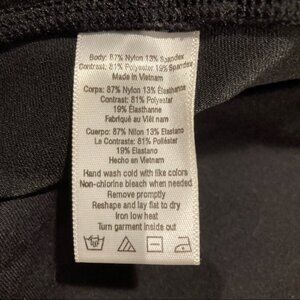 Body: 87% Nylon 13% Spandex
Contrast: 81% Polyester 19% Spandex
Made in Vietnam
Corpa: 87% Nylon 13% Élasthanne
Contrast: 81% Polyester
19% Élasthanne
Fabriqué au Viêt nam
Cuerpo: 87% Nilon 13% Elastano
Le Contraste: 81% Poliéster
19% Elastano
Hecho en Vietnam
Hand wash cold with like colors
Non-chlorine bleach when needed
Remove promptly
Reshape and lay flat to dry
Iron low heat
Turn garment inside out